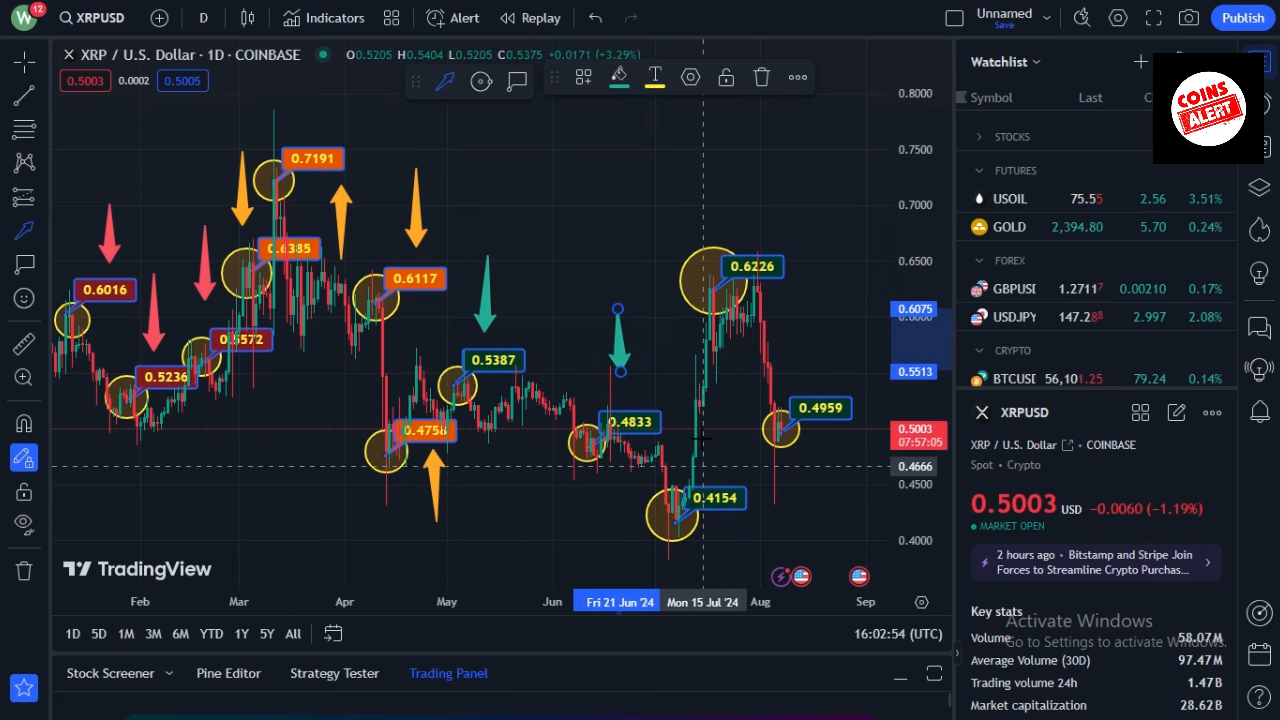 W 12 XRPUSD D Indicators Alert Replay Unnamed Save Publish
XRP / U.S. Dollar · 1D · COINBASE O0.5205 H0.5404 L0.5205 C0.5375 +0.0171 (+3.29%)
0.5003 0.0002 0.5005
T
0.8000
0.7500
0.7000
0.6500
0.6075
0.5513
0.5003
07:57:05
0.4666
0.4500
0.4000
0.6016
0.5236
0.5572
0.6385
0.7191
0.6117
0.4758
0.5387
0.4833
0.4154
0.6226
0.4959
TradingView
Feb Mar Apr May Jun Fri 21 Jun '24 Mon 15 Jul '24 Aug Sep
1D 5D 1M 3M 6M YTD 1Y 5Y All 16:02:54 (UTC)
Stock Screener Pine Editor Strategy Tester Trading Panel
Watchlist
COINS
ALERT
Symbol Last C
STOCKS
FUTURES
USOIL 75.55 2.56 3.51%
GOLD 2,394.80 5.70 0.24%
FOREX
GBPUSI 1.27117 0.00210 0.17%
USDJPY 147.288 2.997 2.08%
CRYPTO
BTCUSE 56,101.25 79.24 0.14%
XRPUSD
XRP / U.S. Dollar COINBASE
Spot • Crypto
0.5003 USD -0.0060 (-1.19%)
MARKET OPEN
2 hours ago • Bitstamp and Stripe Join
Forces to Streamline Crypto Purchas...
Key stats
Volume 58.07M
Average Volume (30D) 97.47M
Trading volume 24h 1.47B
Market capitalization 28.62B
Activate Windows
Go to Settings to activate Windows.